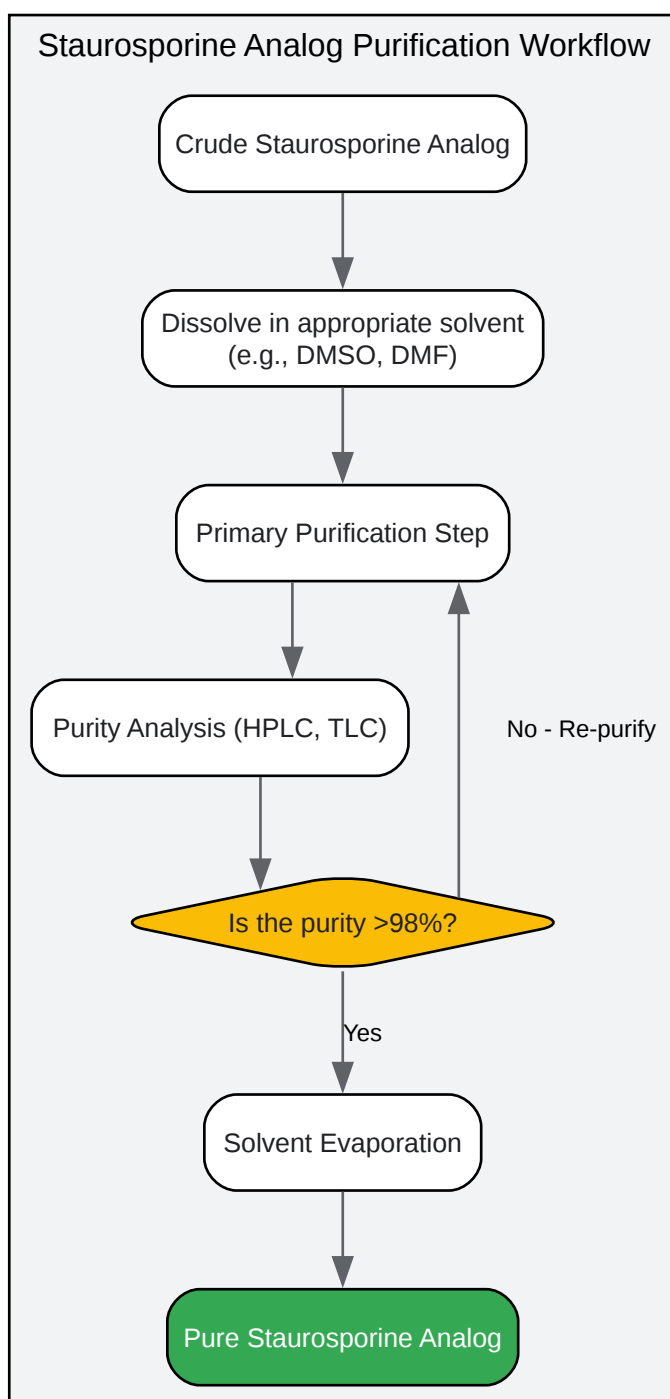 Staurosporine Analog Purification Workflow
Crude Staurosporine Analog
Dissolve in appropriate solvent
(e.g., DMSO, DMF)
Primary Purification Step
Purity Analysis (HPLC, TLC)
No - Re-purify
Is the purity >98%?
Yes
Solvent Evaporation
Pure Staurosporine Analog